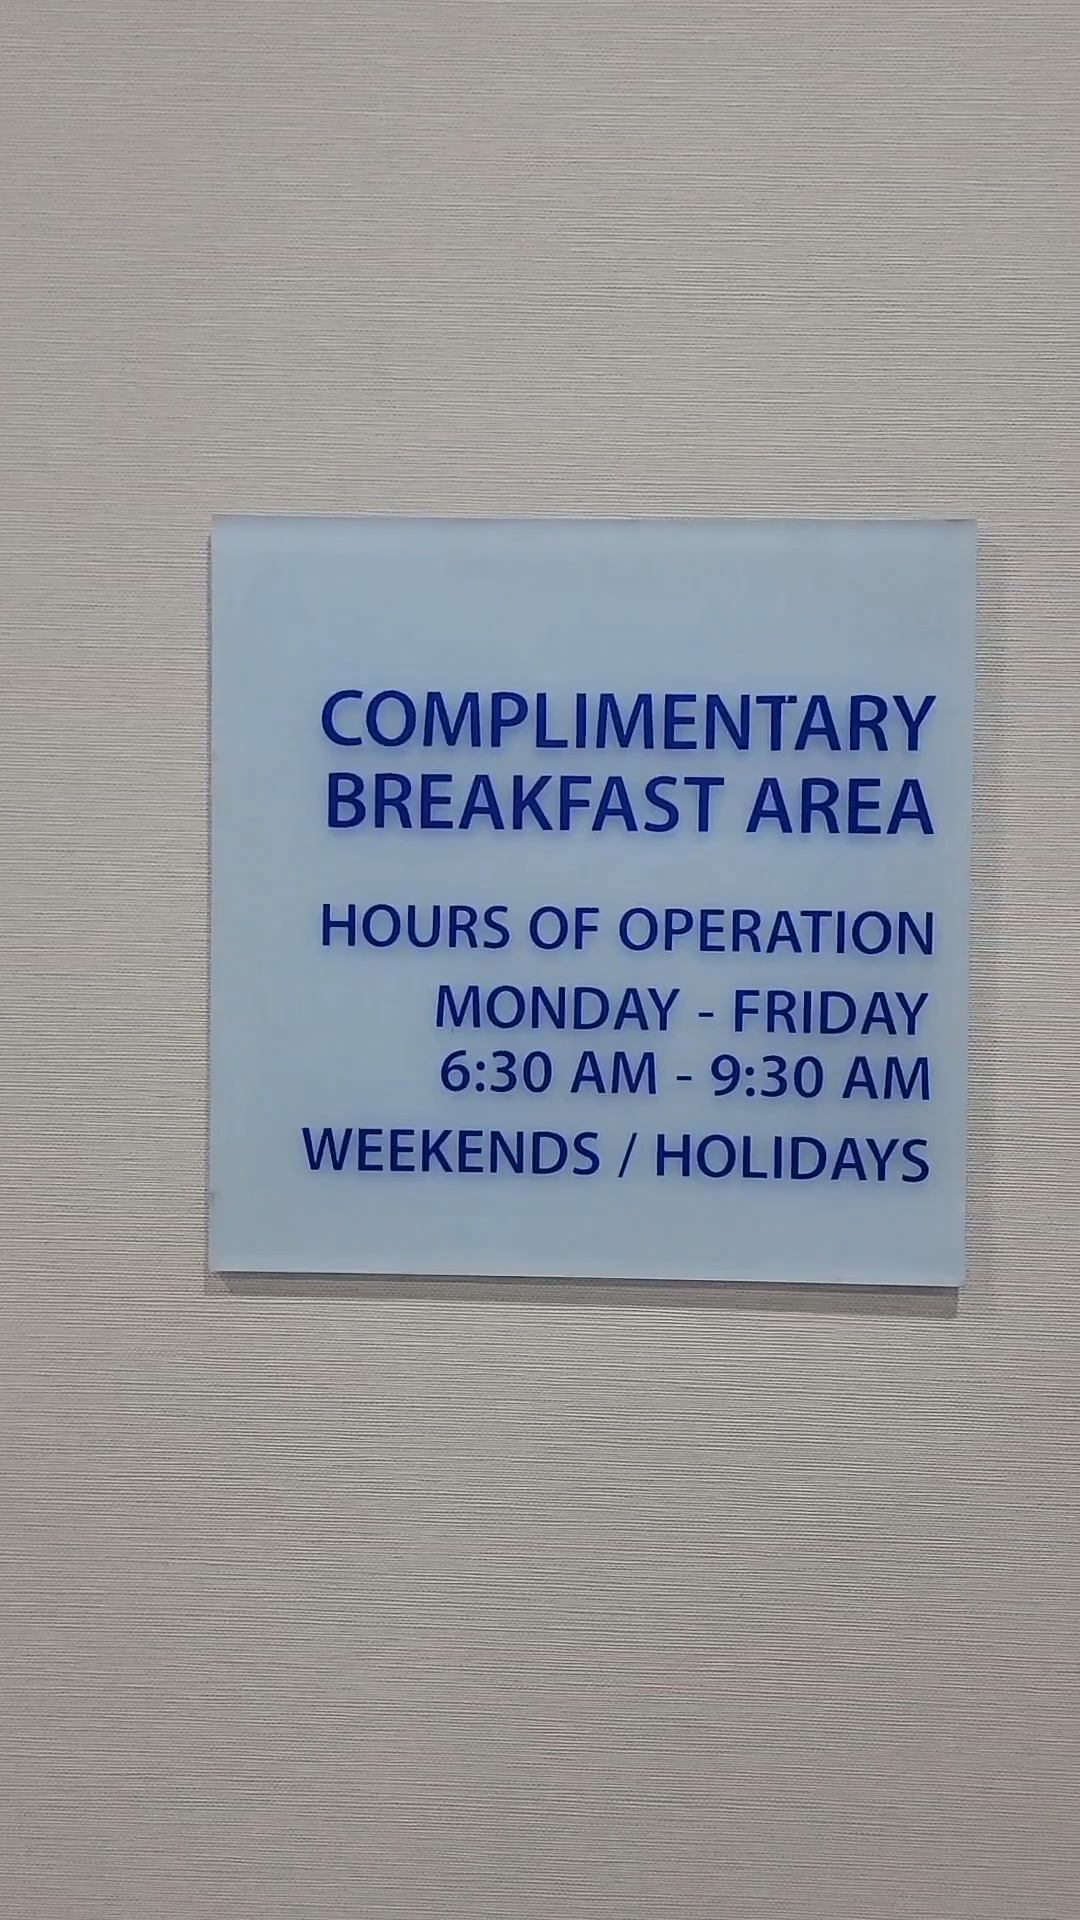 COMPLIMENTARY
BREAKFAST AREA
HOURS OF OPERATION
MONDAY - FRIDAY
6:30 AM - 9:30 AM
WEEKENDS / HOLIDAYS